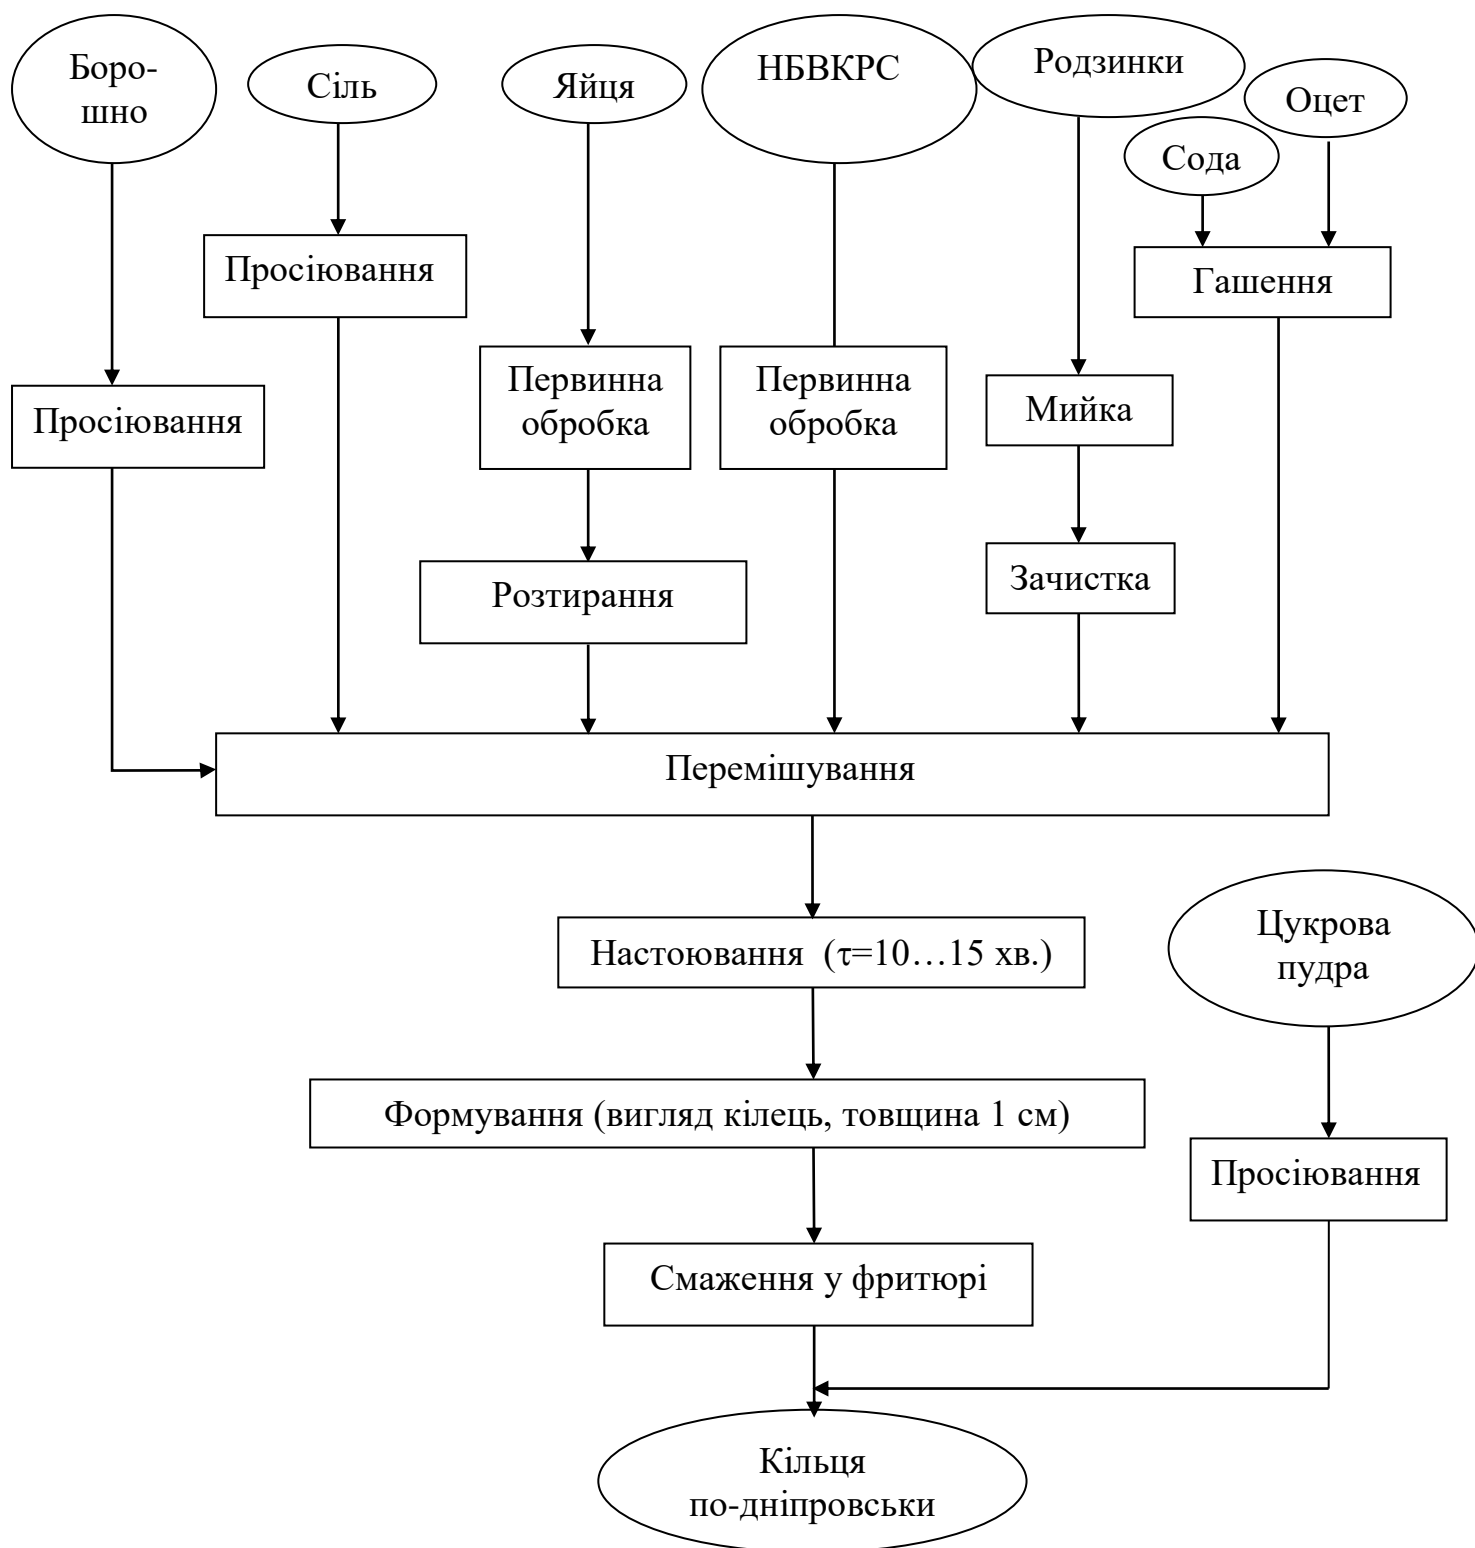 Боро-
шно
Сіль
Яйця
НБВКРС
Родзинки
Оцет
Сода
Просіювання
Гашення
Первинна
обробка
Первинна
обробка
Просіювання
Мийка
Розтирання
Зачистка
Перемішування
Настоювання (τ=10…15 хв.)
Цукрова
пудра
Формування (вигляд кілець, товщина 1 см)
Просіювання
Смаження у фритюрі
Кільця
по-дніпровськи